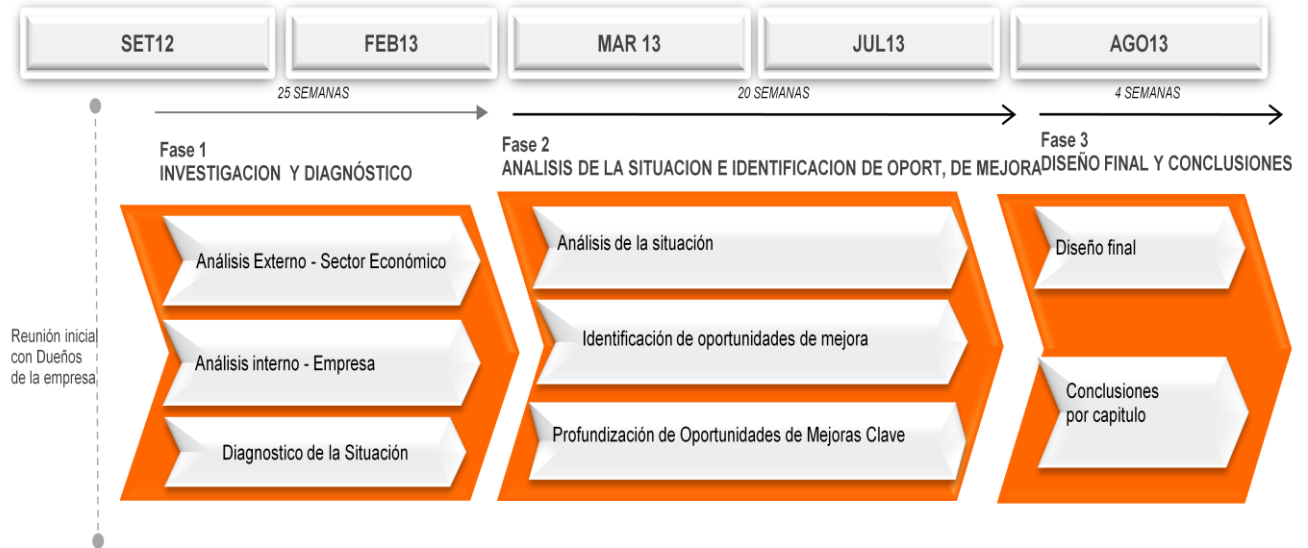 SET12
FEB13
MAR 13
JUL13
AGO13
25 SEMANAS
20 SEMANAS
4 SEMANAS
Fase 1
INVESTIGACION Y DIAGNÓSTICO
Fase 2
ANALISIS DE LA SITUACION E IDENTIFICACION DE OPORT, DE MEJORA
Fase 3
DISEÑO FINAL Y CONCLUSIONES
Reunión inicial
con Dueños
de la empresa
Análisis Externo - Sector Económico
Análisis interno - Empresa
Diagnostico de la Situación
Análisis de la situación
Identificación de oportunidades de mejora
Profundización de Oportunidades de Mejoras Clave
Diseño final
Conclusiones
por capitulo